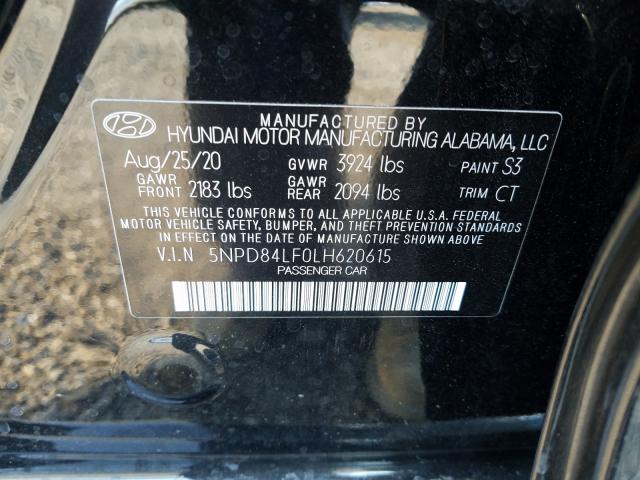 MANUFACTURED BY
HYUNDAI MOTOR MANUFACTURING ALABAMA, LLC
Aug/25/20 GVWR 3924 lbs PAINT S3
GAWR FRONT 2183 lbs GAWR REAR 2094 lbs TRIM CT
THIS VEHICLE CONFORMS TO ALL APPLICABLE U.S.A. FEDERAL
MOTOR VEHICLE SAFETY, BUMPER, AND THEFT PREVENTION STANDARDS
IN EFFECT ON THE DATE OF MANUFACTURE SHOWN ABOVE.
V.I.N 5NPD84LF0LH620615
PASSENGER CAR